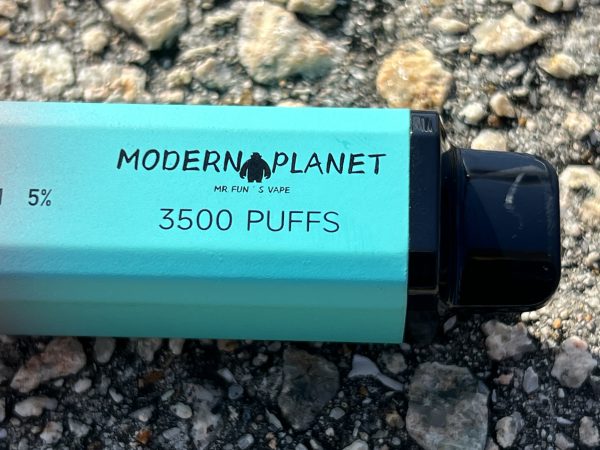 MODERN PLANET
MR FUN´S VAPE
5%
3500 PUFFS